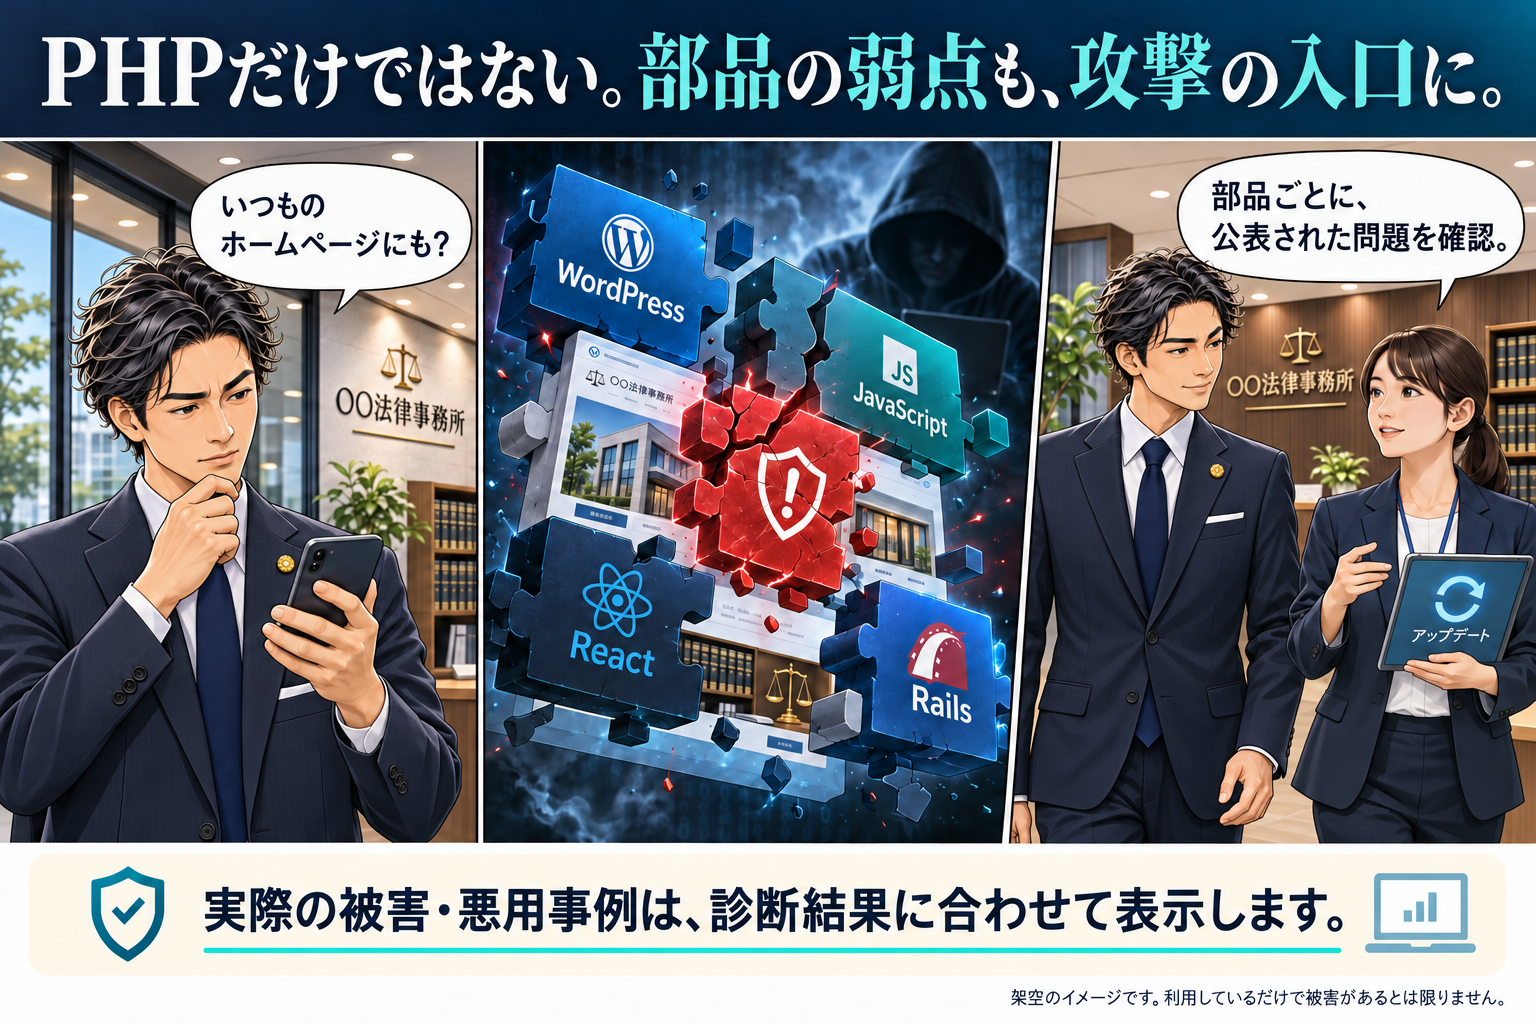 PHPだけではない。部品の弱点も、攻撃の入口に。
いつもの
ホームページにも?
〇〇法律事務所
WordPress
JS
JavaScript
〇〇法律事務所
React
Rails
部品ごとに、
公表された問題を確認。
〇〇法律事務所
アップデート
実際の被害・悪用事例は、診断結果に合わせて表示します。
架空のイメージです。利用しているだけで被害があるとは限りません。